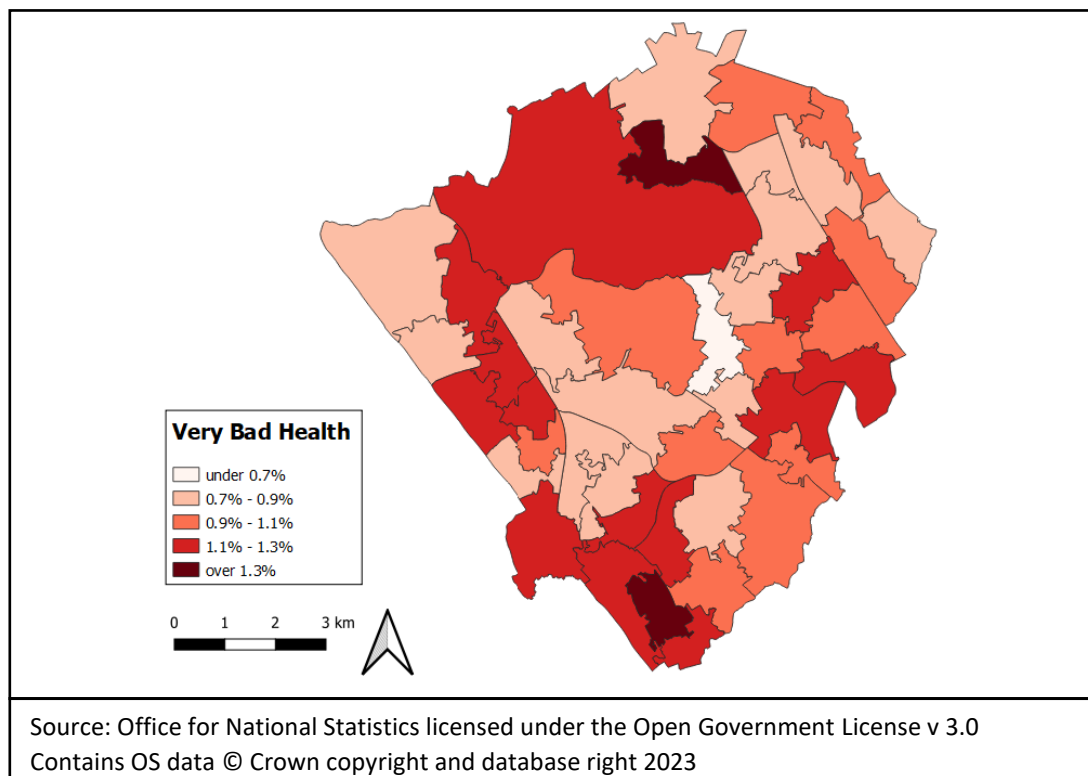 Very Bad Health
under 0.7%
0.7% - 0.9%
0.9% - 1.1%
1.1% - 1.3%
over 1.3%
0 1 2 3 km
Source: Office for National Statistics licensed under the Open Government License v 3.0
Contains OS data © Crown copyright and database right 2023